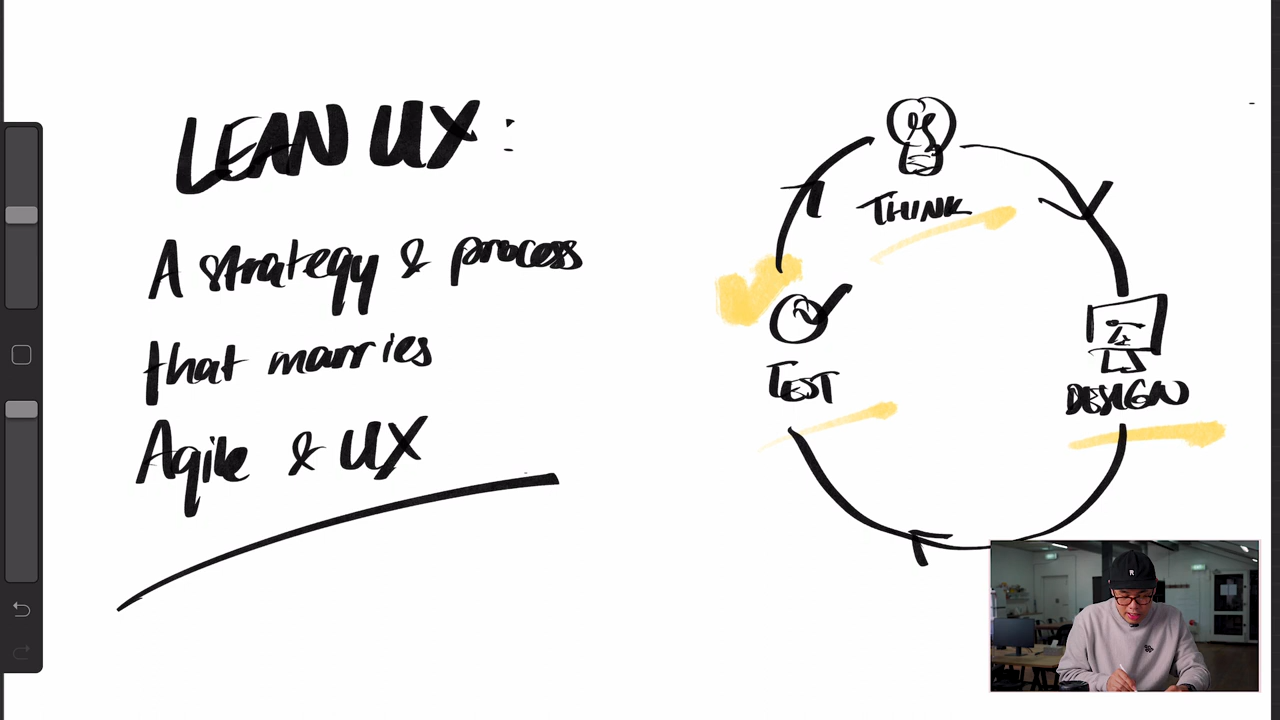 LEAN UX:
A strategy & process
that marries
Agile & UX
THINK
TEST
DESIGN
R